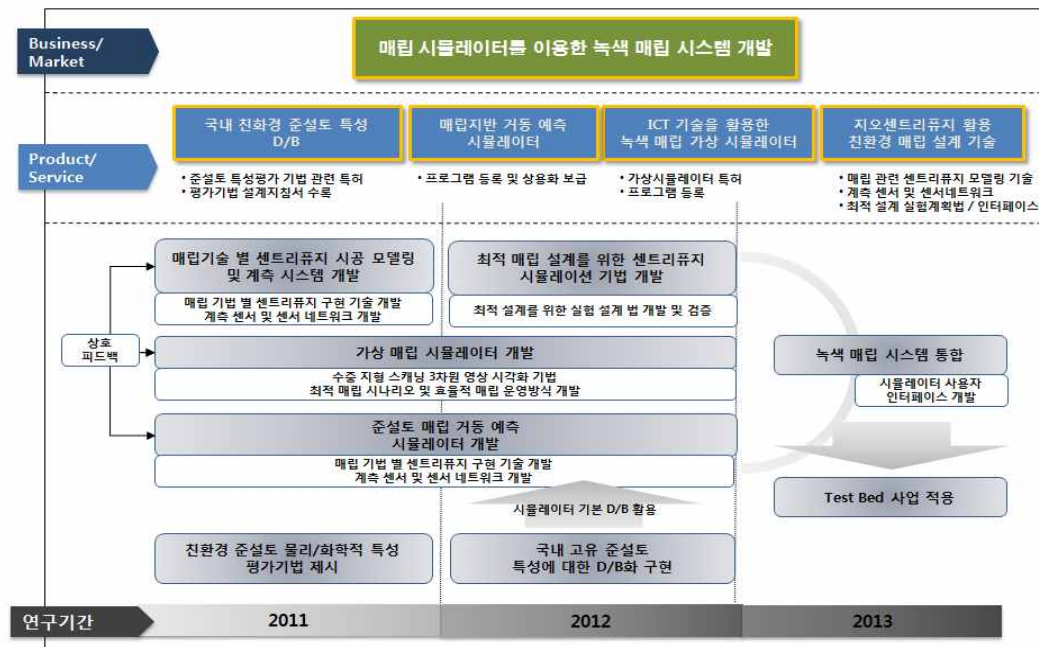 Business/
Market
매립 시뮬레이터를 이용한 녹색 매립 시스템 개발
Product/
Service
국내 친화경 준설토 특성
D/B
• 준설토 특성평가 기법 관련 특허
• 평가기법 설계지침서 수록
매립지반 거동 예측
시뮬레이터
• 프로그램 등록 및 상용화 보급
ICT 기술을 활용한
녹색 매립 가상 시뮬레이터
• 가상시뮬레이터 특허
• 프로그램 등록
지오센트리퓨지 활용
친환경 매립 설계 기술
• 매립 관련 센트리퓨지 모델링 기술
• 계측 센서 및 센서네트워크
• 최적 설계 실험계획법 / 인터페이스
매립기술 별 센트리퓨지 시공 모델링
및 계측 시스템 개발
매립 기법 별 센트리퓨지 구현 기술 개발
계측 센서 및 센서 네트워크 개발
최적 매립 설계를 위한 센트리퓨지
시뮬레이션 기법 개발
최적 설계를 위한 실험 설계 법 개발 및 검증
상호
피드백
가상 매립 시뮬레이터 개발
수중 지형 스캐닝 3차원 영상 시각화 기법
최적 매립 시나리오 및 효율적 매립 운영방식 개발
준설토 매립 거동 예측
시뮬레이터 개발
매립 기법 별 센트리퓨지 구현 기술 개발
계측 센서 및 센서 네트워크 개발
녹색 매립 시스템 통합
시뮬레이터 사용자
인터페이스 개발
Test Bed 사업 적용
시뮬레이터 기본 D/B 활용
친환경 준설토 물리/화학적 특성
평가기법 제시
국내 고유 준설토
특성에 대한 D/B화 구현
연구기간
2011
2012
2013